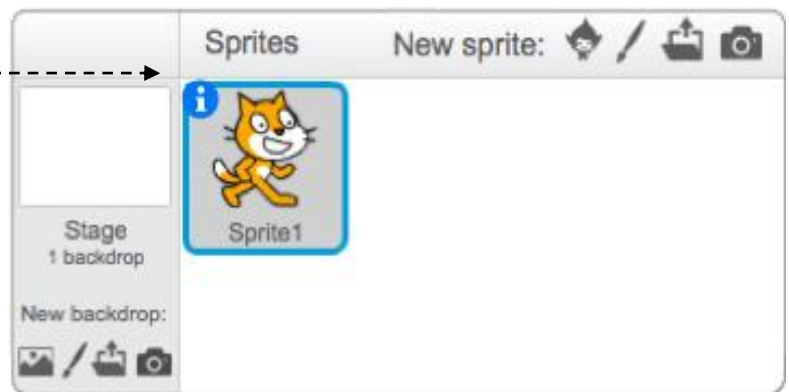 Sprites New sprite:
i
Sprite1
Stage
1 backdrop
New backdrop: